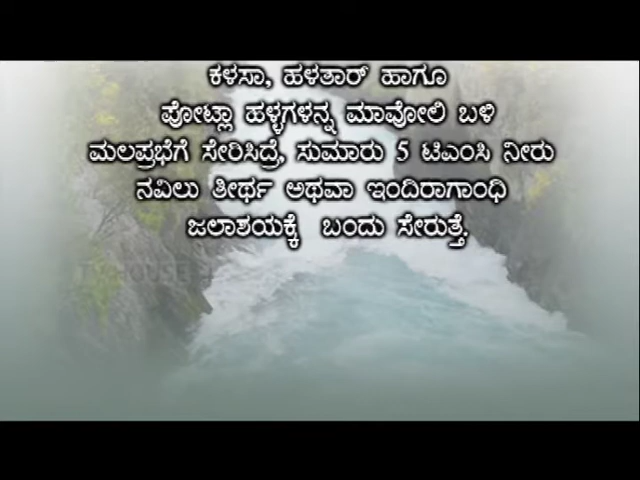 ಕಳಸಾ, ಹಳತಾರ್ ಹಾಗೂ
ಪೋಟ್ಲಾ ಹಳ್ಳಗಳನ್ನ ಮಾವೋಲಿ ಬಳಿ
ಮಲಪ್ರಭೆಗೆ ಸೇರಿಸಿದ್ರೆ, ಸುಮಾರು 5 ಟಿಎಂಸಿ ನೀರು
ನವಿಲು ತೀರ್ಥ ಅಥವಾ ಇಂದಿರಾಗಾಂಧಿ
ಜಲಾಶಯಕ್ಕೆ ಬಂದು ಸೇರುತ್ತೆ.